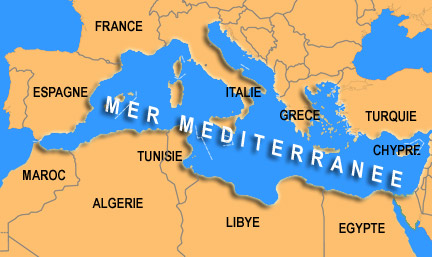 FRANCE
ESPAGNE
ITALIE
MER MEDITERRANEE
GRECE
TURQUIE
CHYPRE
TUNISIE
MAROC
ALGERIE
LIBYE
EGYPTE